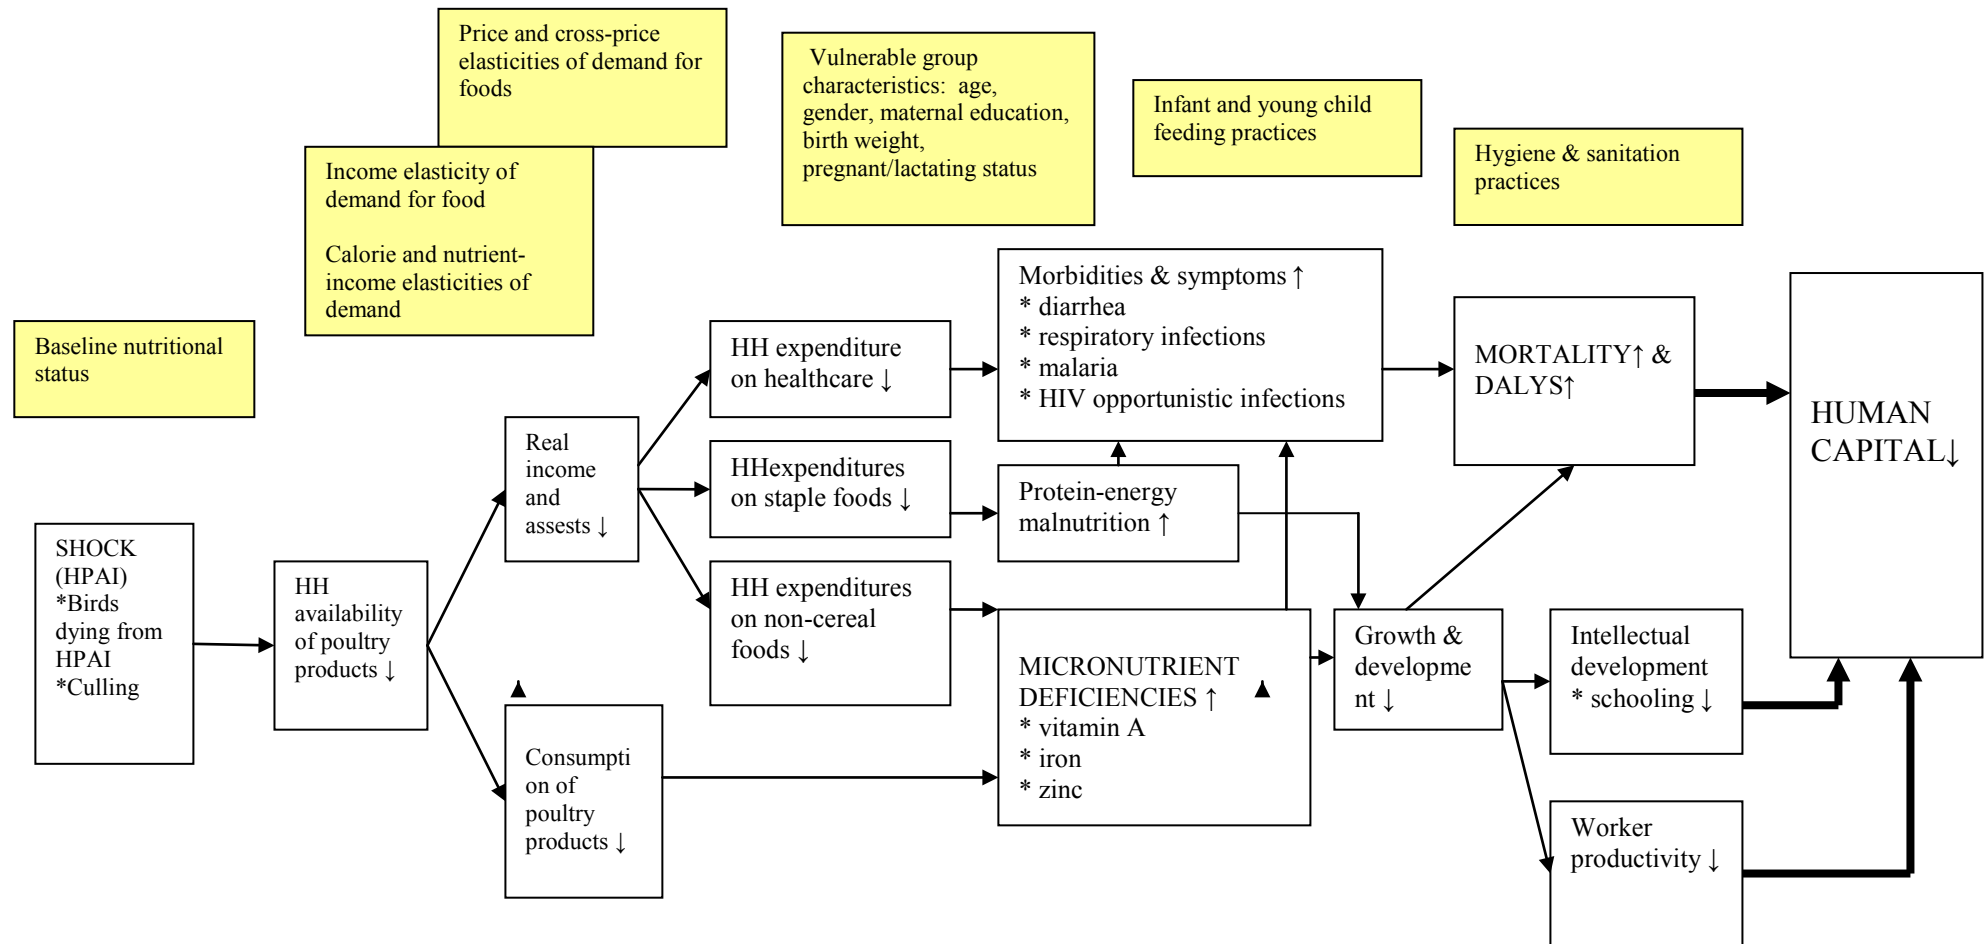 Price and cross-price
elasticities of demand for
foods
Vulnerable group
characteristics:  age,
gender, maternal education,
birth weight,
pregnant/lactating status
Infant and young child
feeding practices
Hygiene & sanitation
practices
Income elasticity of
demand for food
Calorie and nutrient-
income elasticities of
demand
Baseline nutritional
status
SHOCK
(HPAI)
*Birds
dying from
HPAI
*Culling
HH
availability
of poultry
products ↓
Real
income
and
assests ↓
Consumpti
on of
poultry
products ↓
HH expenditure
on healthcare ↓
HHexpenditures
on staple foods ↓
HH expenditures
on non-cereal
foods ↓
Morbidities & symptoms ↑
* diarrhea
* respiratory infections
* malaria
* HIV opportunistic infections
Protein-energy
malnutrition ↑
MICRONUTRIENT
DEFICIENCIES ↑
* vitamin A
* iron
* zinc
Growth &
developme
nt ↓
MORTALITY↑ &
DALYS↑
Intellectual
development
* schooling ↓
Worker
productivity ↓
HUMAN
CAPITAL↓